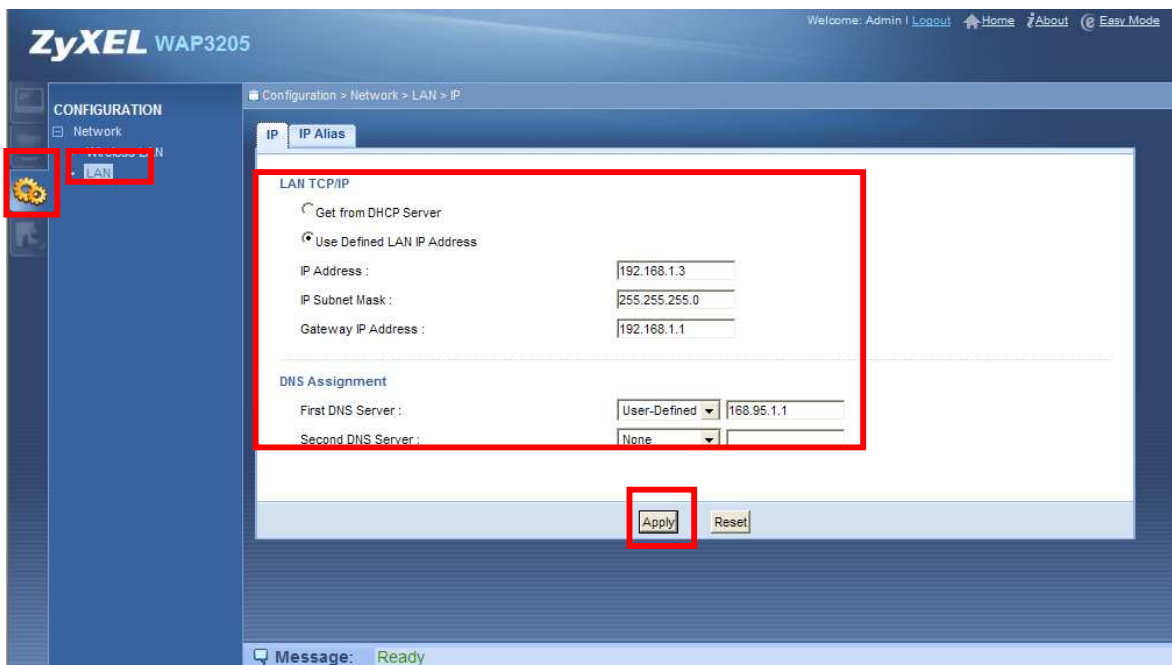 Welcome: Admin | Logout Home About Easy Mode
ZyXEL WAP3205
Configuration > Network > LAN > IP
CONFIGURATION
Network
Wireless LAN
LAN
IP IP Alias
LAN TCP/IP
Get from DHCP Server
Use Defined LAN IP Address
IP Address : 192.168.1.3
IP Subnet Mask : 255.255.255.0
Gateway IP Address : 192.168.1.1
DNS Assignment
First DNS Server : User-Defined 168.95.1.1
Second DNS Server : None
Apply Reset
Message: Ready